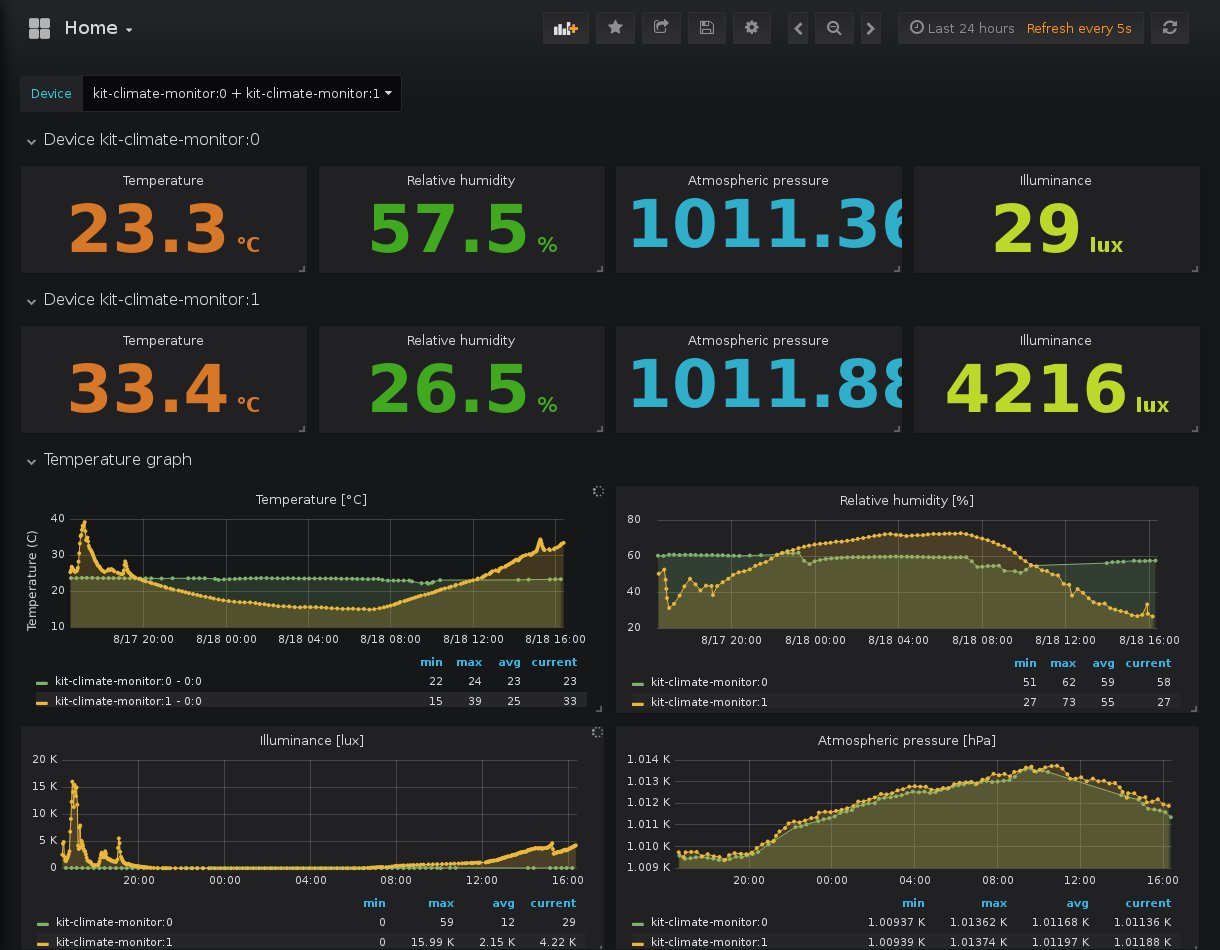 Home
Last 24 hours Refresh every 5s
Device kit-climate-monitor:0 + kit-climate-monitor:1
Device kit-climate-monitor:0
Temperature Relative humidity Atmospheric pressure Illuminance
23.3 °C 57.5 % 1011.36 29 lux
Device kit-climate-monitor:1
Temperature Relative humidity Atmospheric pressure Illuminance
33.4 °C 26.5 % 1011.88 4216 lux
Temperature graph
Temperature [°C]
Temperature (C)
40
30
20
10
8/17 20:00 8/18 00:00 8/18 04:00 8/18 08:00 8/18 12:00 8/18 16:00
min max avg current
kit-climate-monitor:0 - 0:0 22 24 23 23
kit-climate-monitor:1 - 0:0 15 39 25 33
Relative humidity [%]
80
60
40
20
8/17 20:00 8/18 00:00 8/18 04:00 8/18 08:00 8/18 12:00 8/18 16:00
min max avg current
kit-climate-monitor:0 51 62 59 58
kit-climate-monitor:1 27 73 55 27
Illuminance [lux]
20 K
15 K
10 K
5 K
0
20:00 00:00 04:00 08:00 12:00 16:00
min max avg current
kit-climate-monitor:0 0 59 12 29
kit-climate-monitor:1 0 15.99 K 2.15 K 4.22 K
Atmospheric pressure [hPa]
1.014 K
1.013 K
1.012 K
1.011 K
1.010 K
1.009 K
20:00 00:00 04:00 08:00 12:00 16:00
min max avg current
kit-climate-monitor:0 1.00937 K 1.01362 K 1.01168 K 1.01136 K
kit-climate-monitor:1 1.00939 K 1.01374 K 1.01197 K 1.01188 K